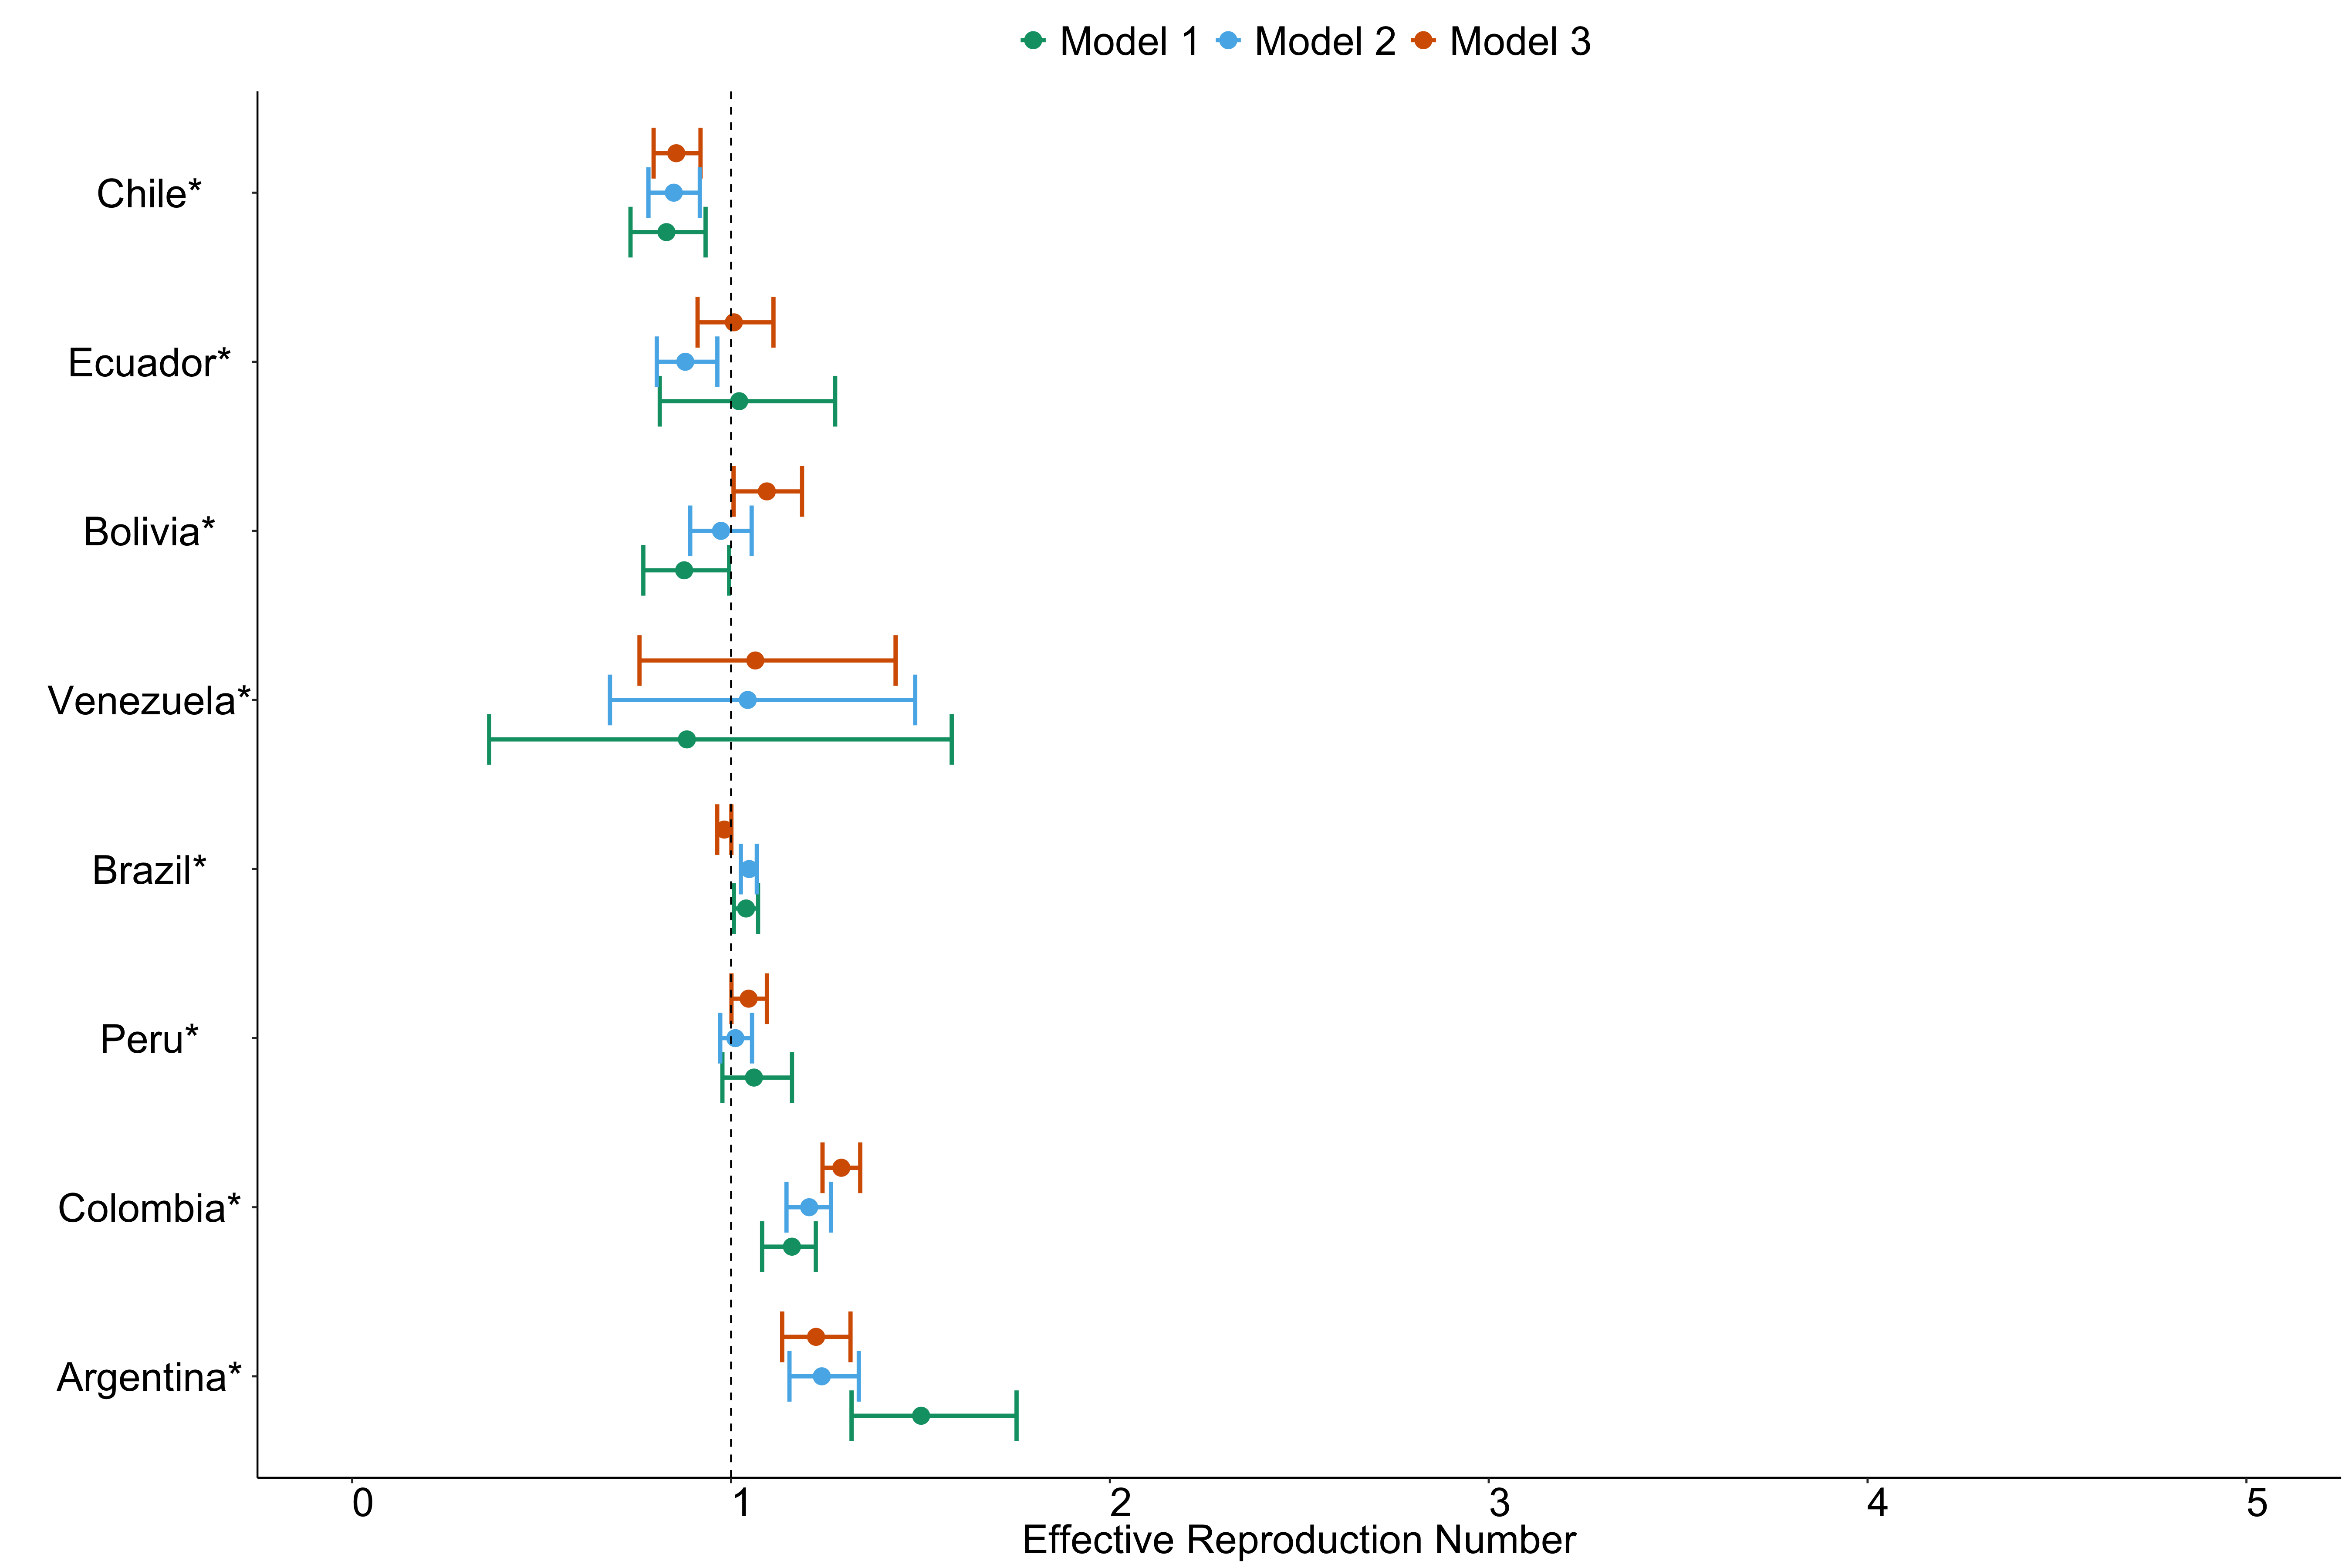 Model 1 Model 2 Model 3
Chile*
Ecuador*
Bolivia*
Venezuela*
Brazil*
Peru*
Colombia*
Argentina*
0 1 2 3 4 5
Effective Reproduction Number